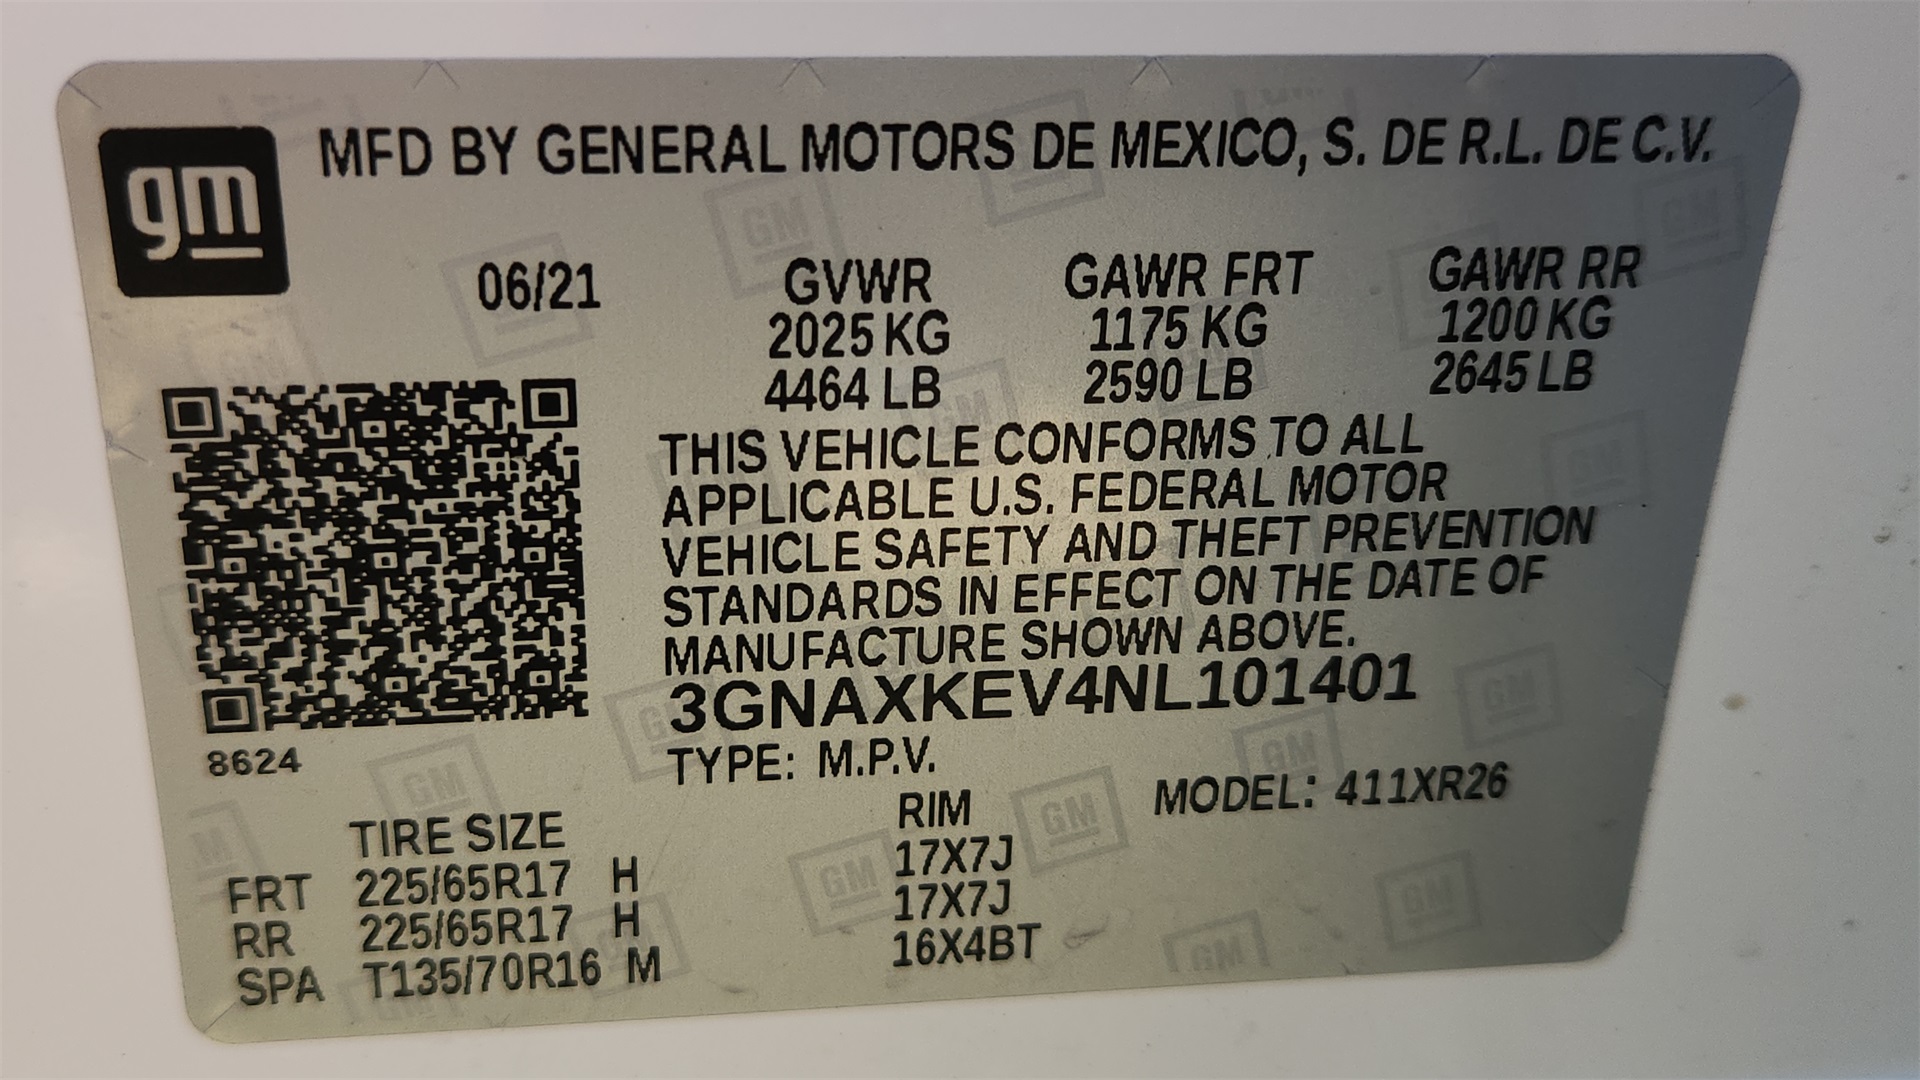 gm
MFD BY GENERAL MOTORS DE MEXICO, S. DE R.L. DE C.V.
06/21 GVWR GAWR FRT GAWR RR
2025 KG 1175 KG 1200 KG
4464 LB 2590 LB 2645 LB
THIS VEHICLE CONFORMS TO ALL
APPLICABLE U.S. FEDERAL MOTOR
VEHICLE SAFETY AND THEFT PREVENTION
STANDARDS IN EFFECT ON THE DATE OF
MANUFACTURE SHOWN ABOVE.
3GNAXKEV4NL101401
8624
TYPE: M.P.V.
MODEL: 411XR26
TIRE SIZE RIM
FRT 225/65R17 H 17X7J
RR 225/65R17 H 17X7J
SPA T135/70R16 M 16X4BT